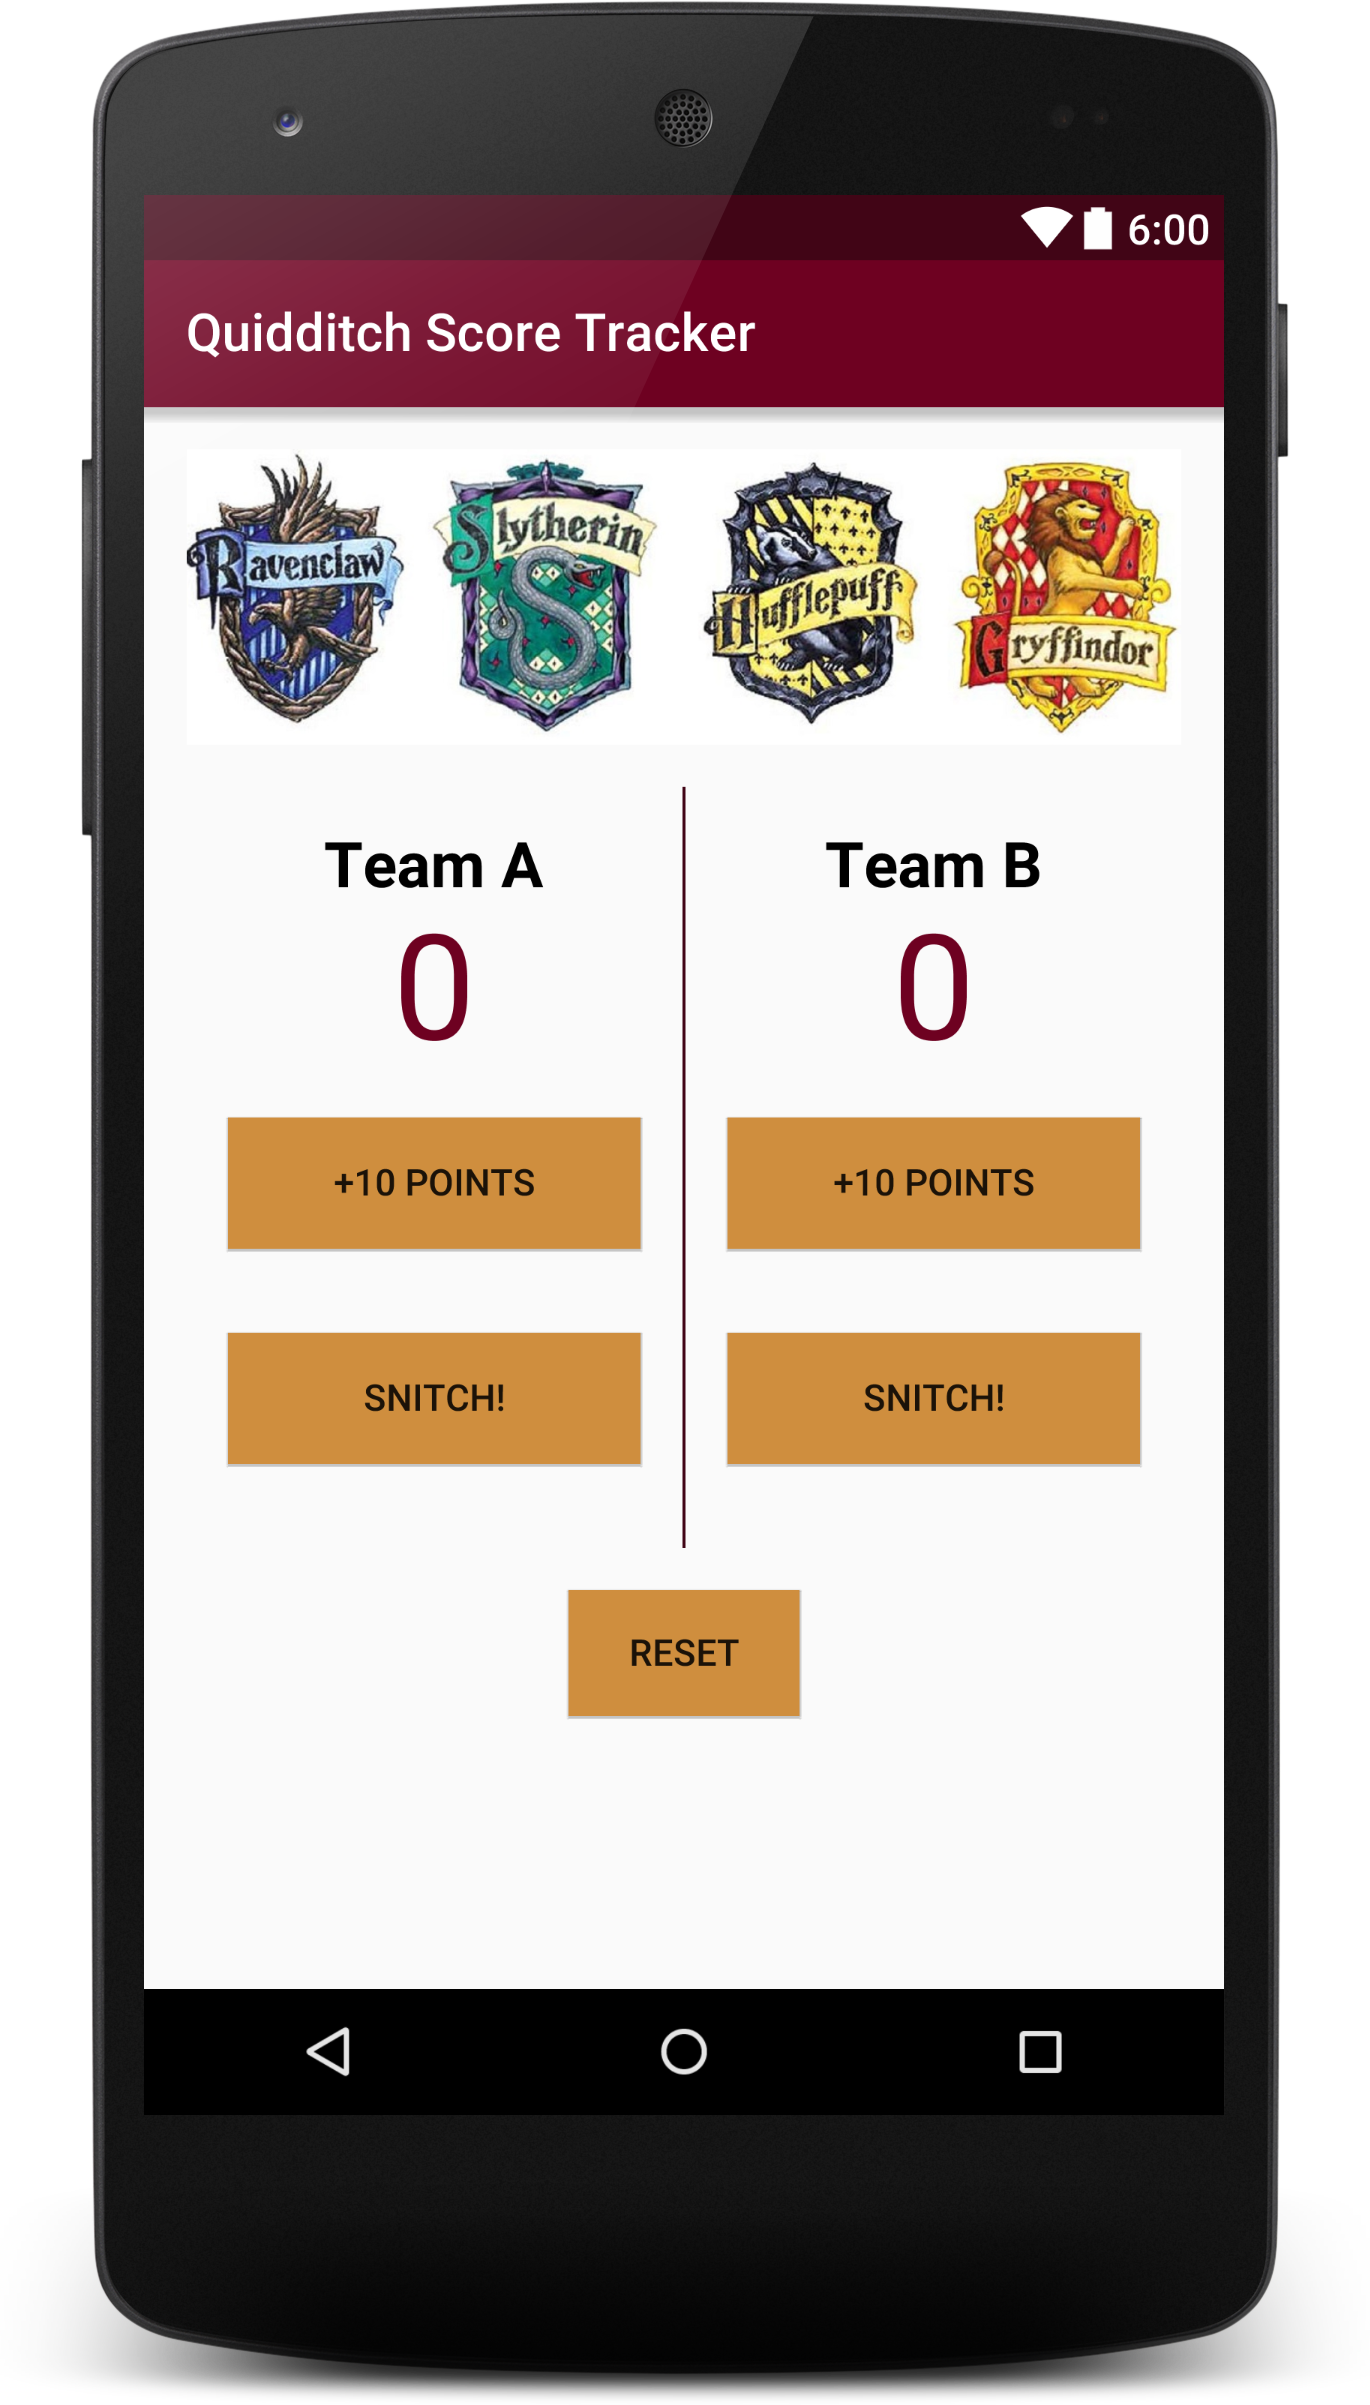 6:00
Quidditch Score Tracker
Ravenclaw
Slytherin
Hufflepuff
Gryffindor
Team A
Team B
0
0
+10 POINTS
+10 POINTS
SNITCH!
SNITCH!
RESET